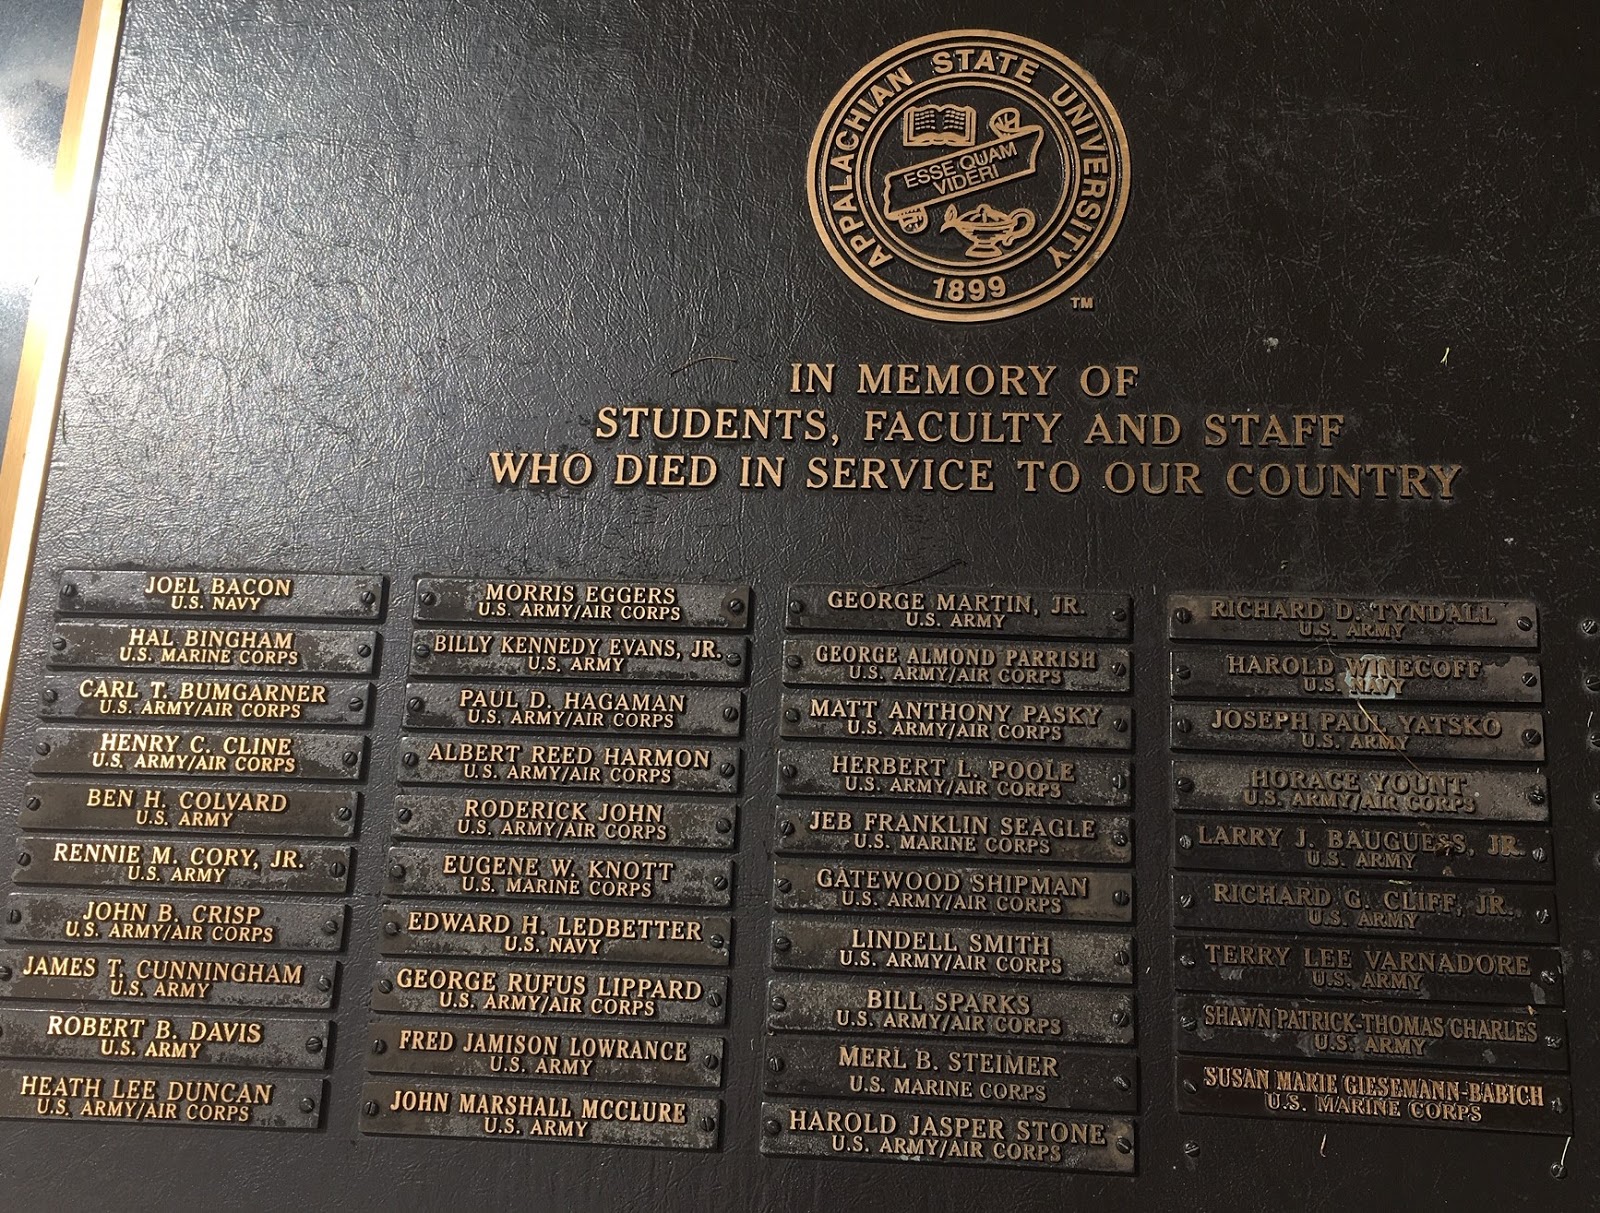 APPALACHIAN STATE UNIVERSITY
ESSE QUAM
VIDERI
1899
TM
IN MEMORY OF
STUDENTS, FACULTY AND STAFF
WHO DIED IN SERVICE TO OUR COUNTRY
JOEL BACON
U.S. NAVY
HAL BINGHAM
U.S. MARINE CORPS
CARL T. BUMGARNER
U.S. ARMY/AIR CORPS
HENRY C. CLINE
U.S. ARMY/AIR CORPS
BEN H. COLVARD
U.S. ARMY
RENNIE M. CORY, JR.
U.S. ARMY
JOHN B. CRISP
U.S. ARMY/AIR CORPS
JAMES T. CUNNINGHAM
U.S. ARMY
ROBERT B. DAVIS
U.S. ARMY
HEATH LEE DUNCAN
U.S. ARMY/AIR CORPS
MORRIS EGGERS
U.S. ARMY/AIR CORPS
BILLY KENNEDY EVANS, JR.
U.S. ARMY
PAUL D. HAGAMAN
U.S. ARMY/AIR CORPS
ALBERT REED HARMON
U.S. ARMY/AIR CORPS
RODERICK JOHN
U.S. ARMY/AIR CORPS
EUGENE W. KNOTT
U.S. MARINE CORPS
EDWARD H. LEDBETTER
U.S. NAVY
GEORGE RUFUS LIPPARD
U.S. ARMY/AIR CORPS
FRED JAMISON LOWRANCE
U.S. ARMY
JOHN MARSHALL MCCLURE
U.S. ARMY
GEORGE MARTIN, JR.
U.S. ARMY
GEORGE ALMOND PARRISH
U.S. ARMY/AIR CORPS
MATT ANTHONY PASKY
U.S. ARMY/AIR CORPS
HERBERT L. POOLE
U.S. ARMY/AIR CORPS
JEB FRANKLIN SEAGLE
U.S. MARINE CORPS
GATEWOOD SHIPMAN
U.S. ARMY/AIR CORPS
LINDELL SMITH
U.S. ARMY/AIR CORPS
BILL SPARKS
U.S. ARMY/AIR CORPS
MERL B. STEIMER
U.S. MARINE CORPS
HAROLD JASPER STONE
U.S. ARMY/AIR CORPS
RICHARD D. TYNDALL
U.S. ARMY
HAROLD WINECOFF
U.S. NAVY
JOSEPH PAUL YATSKO
U.S. ARMY
HORACE YOUNT
U.S. ARMY/AIR CORPS
LARRY J. BAUGUESS, JR.
U.S. ARMY
RICHARD G. CLIFF, JR.
U.S. ARMY
TERRY LEE VARNADORE
U.S. ARMY
SHAWN PATRICK-THOMAS CHARLES
U.S. ARMY
SUSAN MARIE GIESEMANN-BABICH
U.S. MARINE CORPS